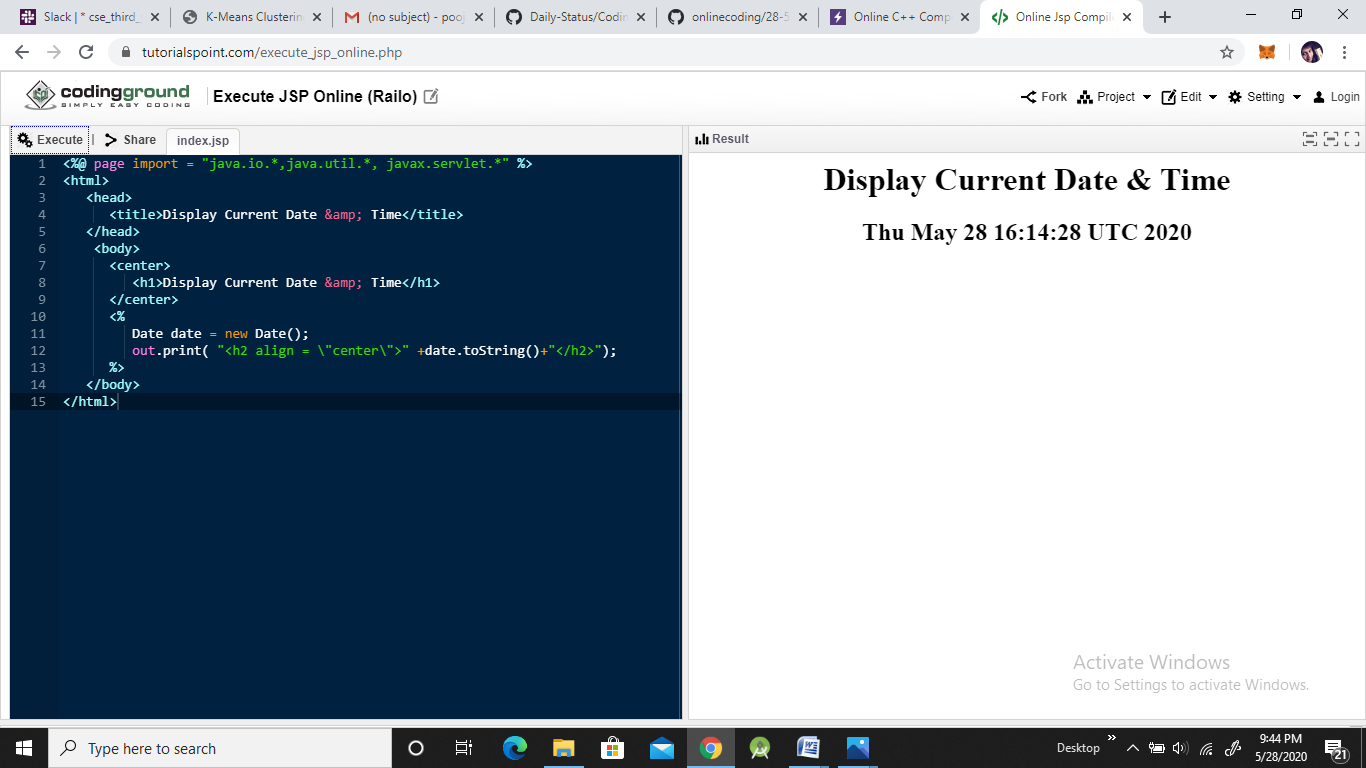 Slack | * cse_third_
K-Means Clusterin
(no subject) - pooj
Daily-Status/Codin
onlinecoding/28-5
Online C++ Comp
Online Jsp Compil
tutorialspoint.com/execute_jsp_online.php
codingground
SIMPLY EASY CODING
Execute JSP Online (Railo)
Fork
Project
Edit
Setting
Login
Execute | Share index.jsp
1 <%@ page import = "java.io.*,java.util.*, javax.servlet.*" %>
2 <html>
3 <head>
4 <title>Display Current Date &amp; Time</title>
5 </head>
6 <body>
7 <center>
8 <h1>Display Current Date &amp; Time</h1>
9 </center>
10 <%
11 Date date = new Date();
12 out.print( "<h2 align = \"center\">" +date.toString()+"</h2>");
13 %>
14 </body>
15 </html>
Result
Display Current Date & Time
Thu May 28 16:14:28 UTC 2020
Activate Windows
Go to Settings to activate Windows.
Type here to search
Desktop
9:44 PM
5/28/2020
21